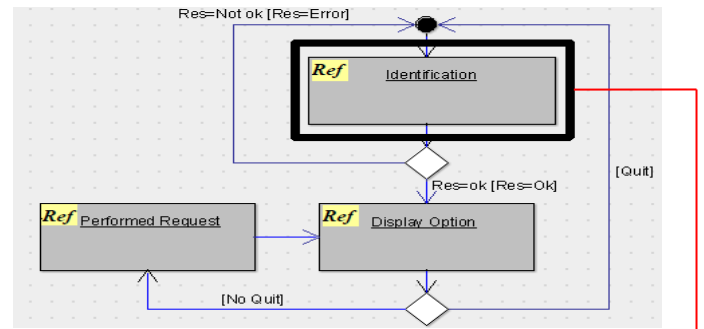 Res=Not ok [Res=Error]
Ref Identification
[Quit]
Res=ok [Res=Ok]
Ref Performed Request
Ref Display Option
[No Quit]